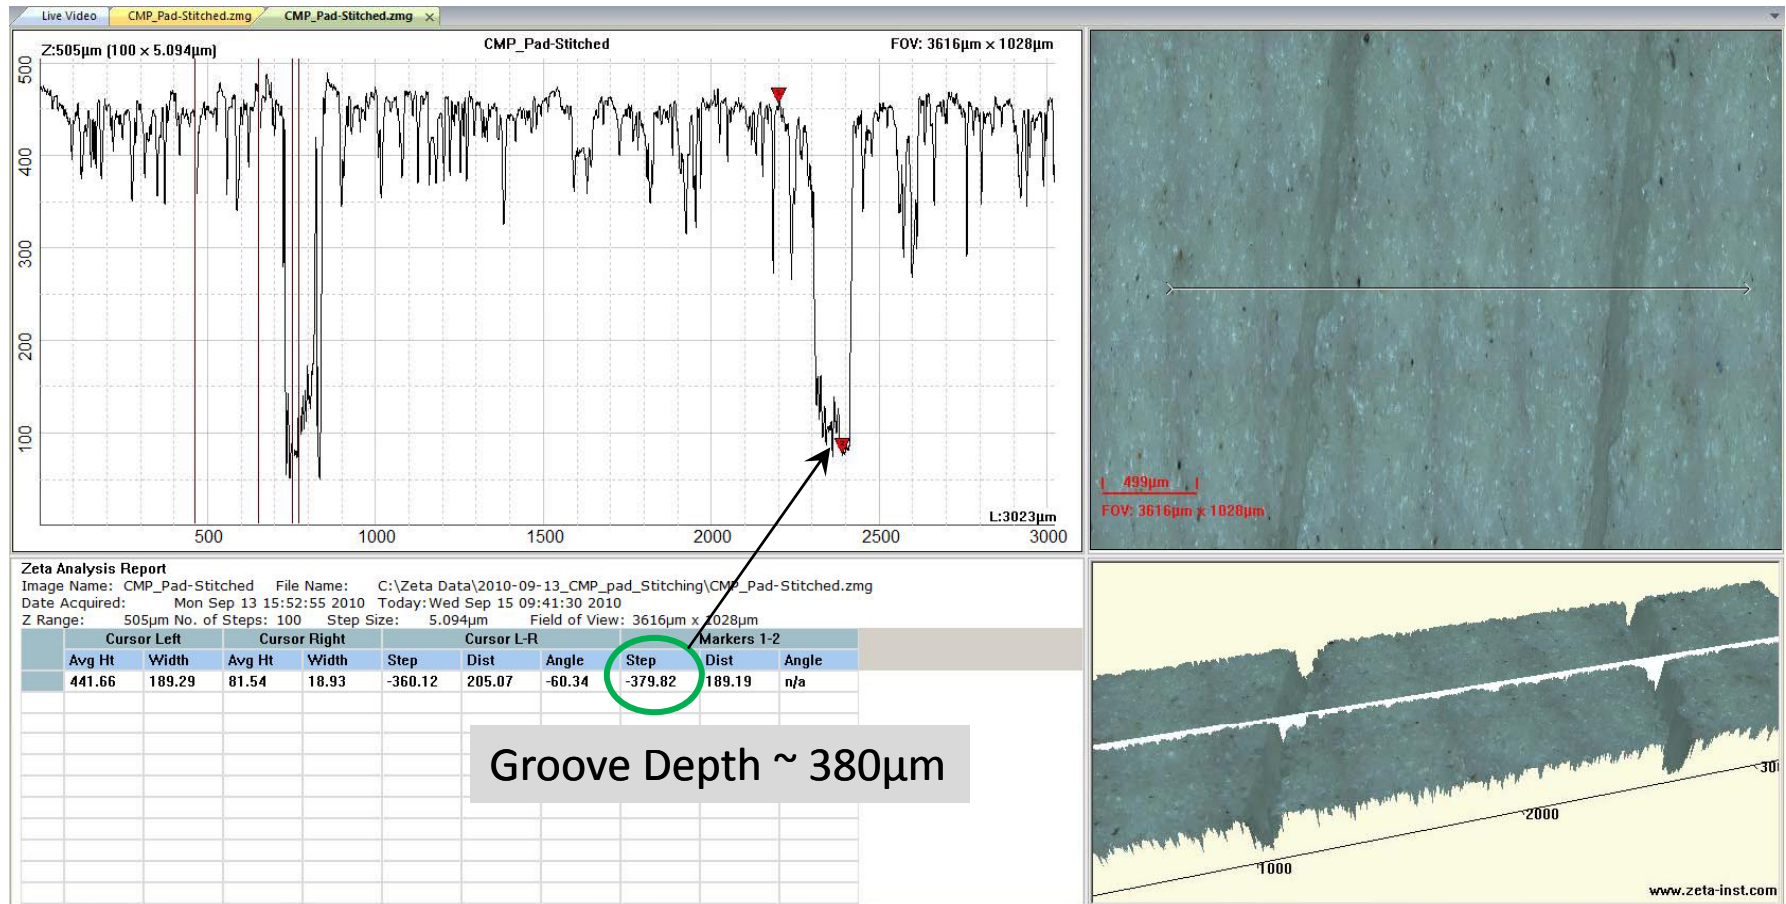 Live Video CMP_Pad-Stitched.zmg CMP_Pad-Stitched.zmg ×
Z:505µm (100 x 5.094µm) CMP_Pad-Stitched FOV: 3616µm x 1028µm
500
400
300
200
100
L:3023µm
500 1000 1500 2000 2500 3000
499µm
FOV: 3616µm x 1028µm
Zeta Analysis Report
Image Name: CMP_Pad-Stitched File Name: C:\Zeta Data\2010-09-13_CMP_pad_Stitching\CMP_Pad-Stitched.zmg
Date Acquired: Mon Sep 13 15:52:55 2010 Today: Wed Sep 15 09:41:30 2010
Z Range: 505µm No. of Steps: 100 Step Size: 5.094µm Field of View: 3616µm x 1028µm
Cursor Left Cursor Right Cursor L-R Markers 1-2
Avg Ht Width Avg Ht Width Step Dist Angle Step Dist Angle
441.66 189.29 81.54 18.93 -360.12 205.07 -60.34 -379.82 189.19 n/a
Groove Depth ~ 380µm
2000
1000
www.zeta-inst.com